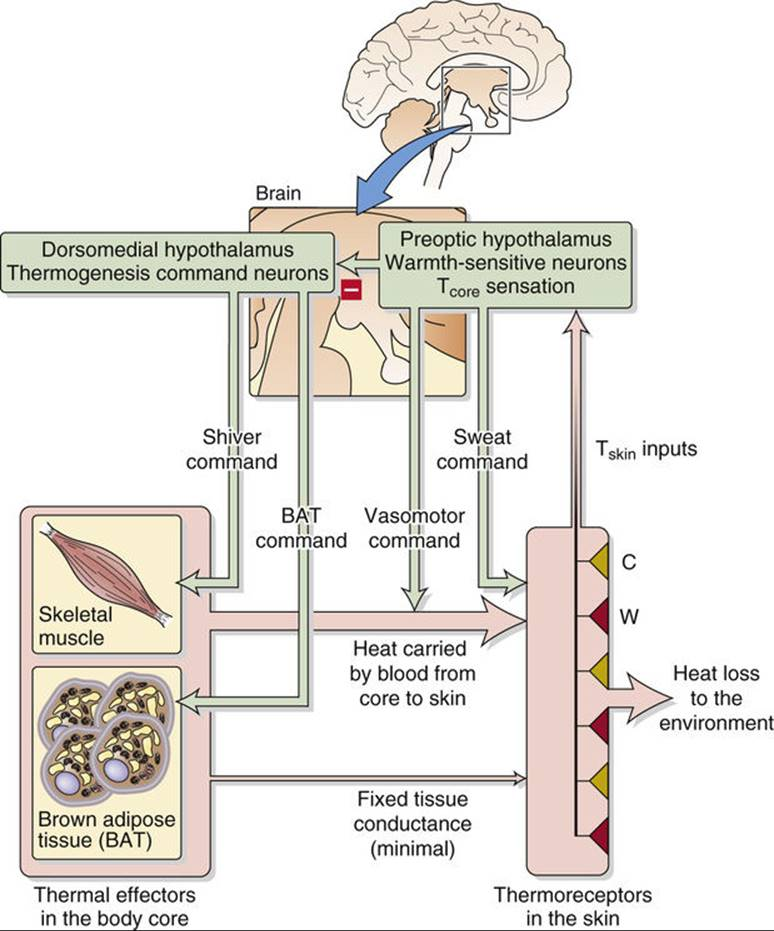 Brain
Dorsomedial hypothalamus
Thermogenesis command neurons
Preoptic hypothalamus
Warmth-sensitive neurons
Tcore sensation
Shiver
command
Sweat
command
Tskin inputs
BAT
command
Vasomotor
command
C
W
Skeletal
muscle
Heat carried
by blood from
core to skin
Heat loss
to the
environment
Brown adipose
tissue (BAT)
Fixed tissue
conductance
(minimal)
Thermal effectors
in the body core
Thermoreceptors
in the skin